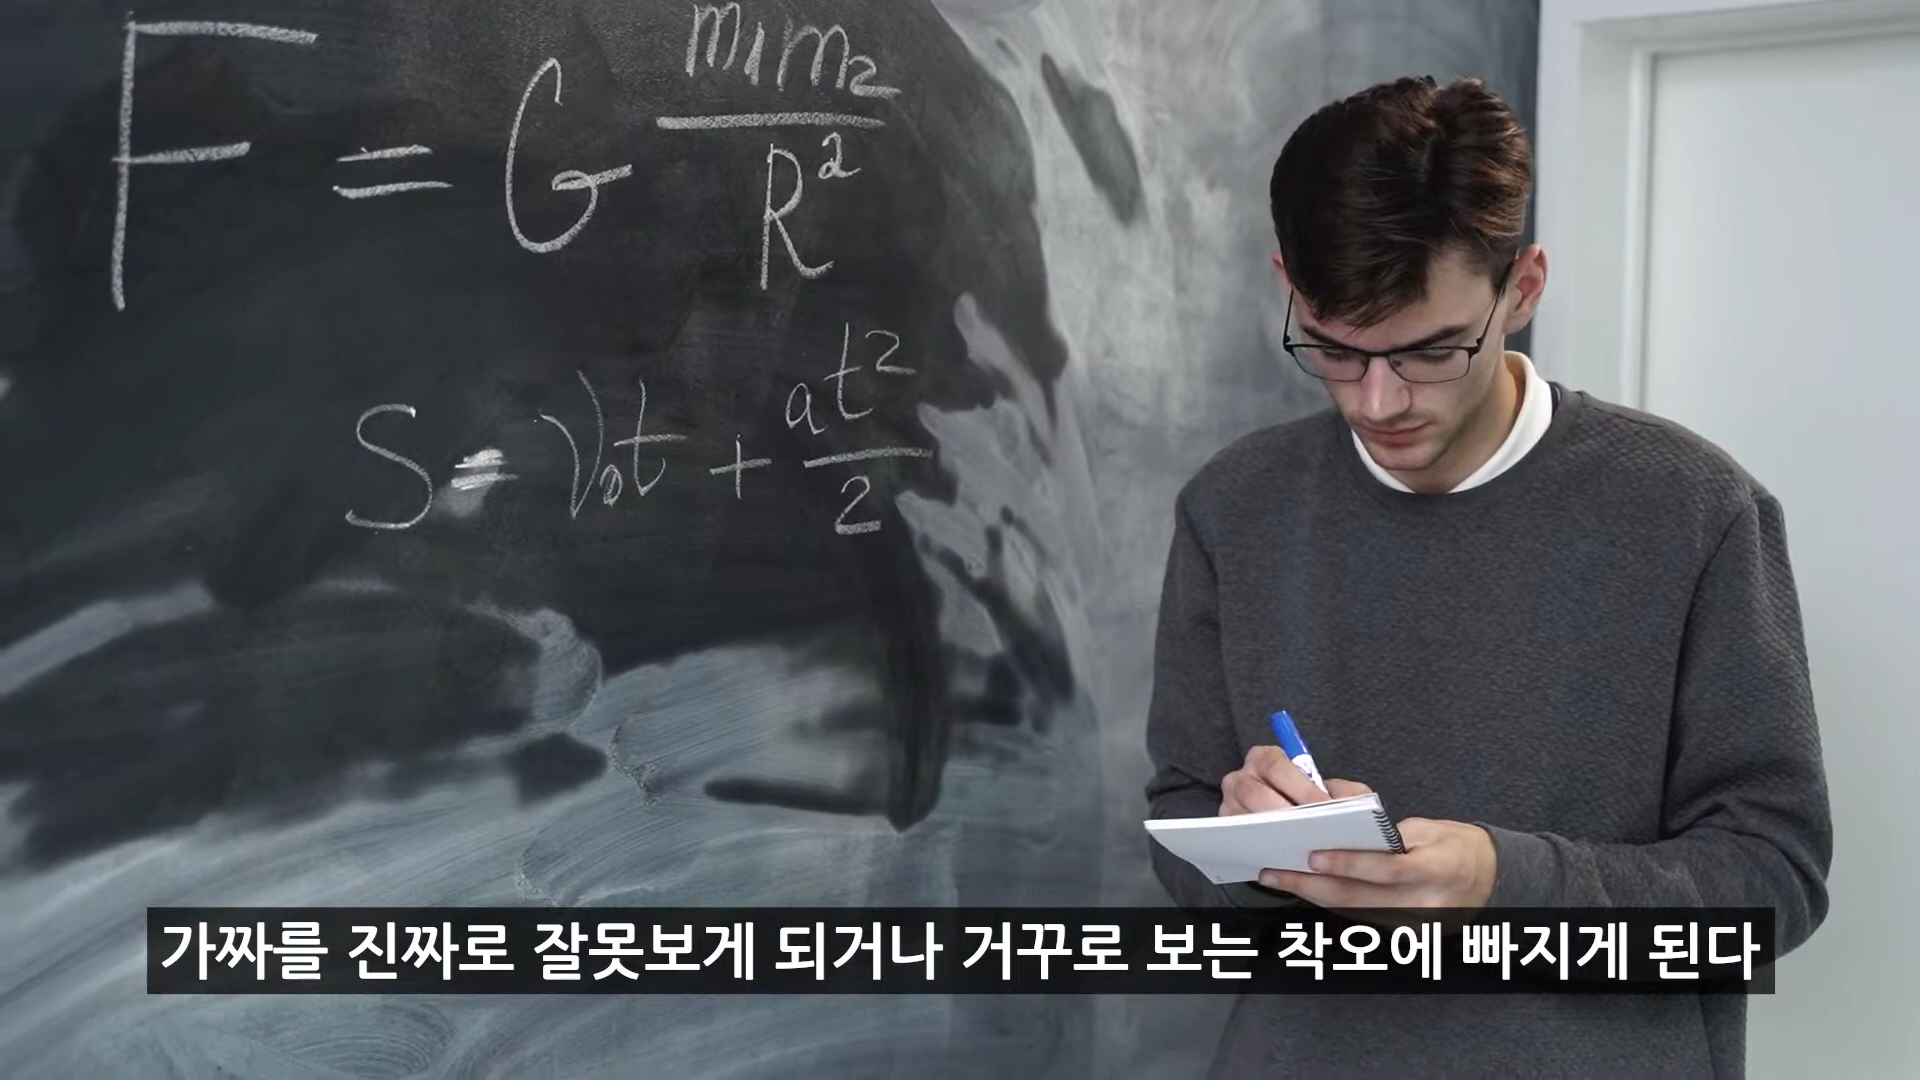 F = G m₁m₂/R²
S = V₀t + at²/2
가짜를 진짜로 잘못보게 되거나 거꾸로 보는 착오에 빠지게 된다